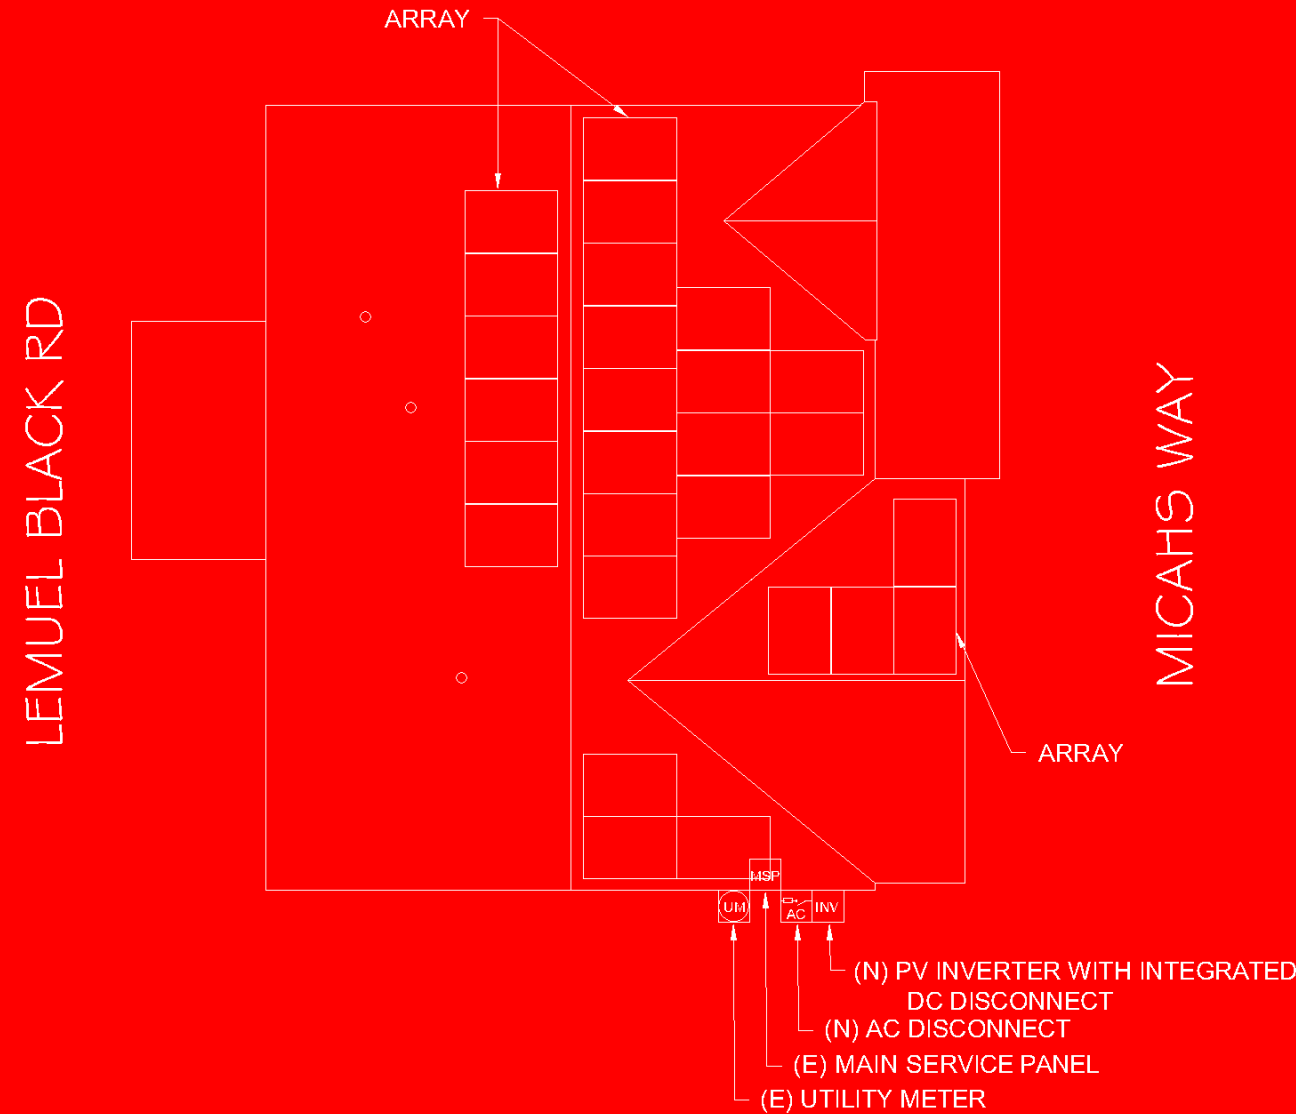 ARRAY
LEMUEL BLACK RD
MICAHS WAY
ARRAY
MSP
UM
AC
INV
(N) PV INVERTER WITH INTEGRATED
DC DISCONNECT
(N) AC DISCONNECT
(E) MAIN SERVICE PANEL
(E) UTILITY METER